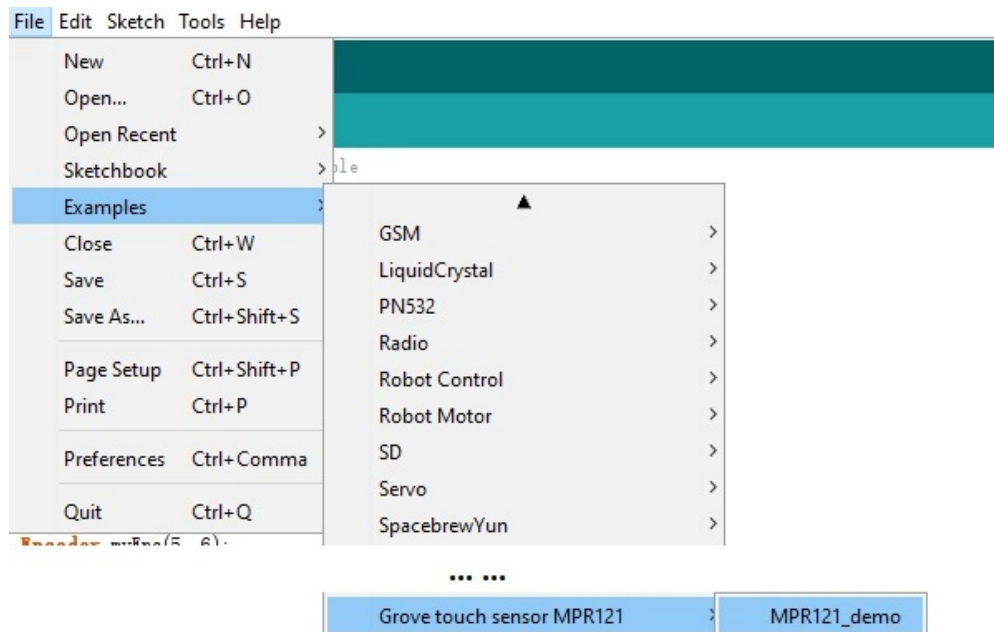 File Edit Sketch Tools Help
New Ctrl+N
Open... Ctrl+O
Open Recent
Sketchbook
Examples
Close Ctrl+W
Save Ctrl+S
Save As... Ctrl+Shift+S
Page Setup Ctrl+Shift+P
Print Ctrl+P
Preferences Ctrl+Comma
Quit Ctrl+Q
GSM
LiquidCrystal
PN532
Radio
Robot Control
Robot Motor
SD
Servo
SpacebrewYun
... ...
Grove touch sensor MPR121
MPR121_demo